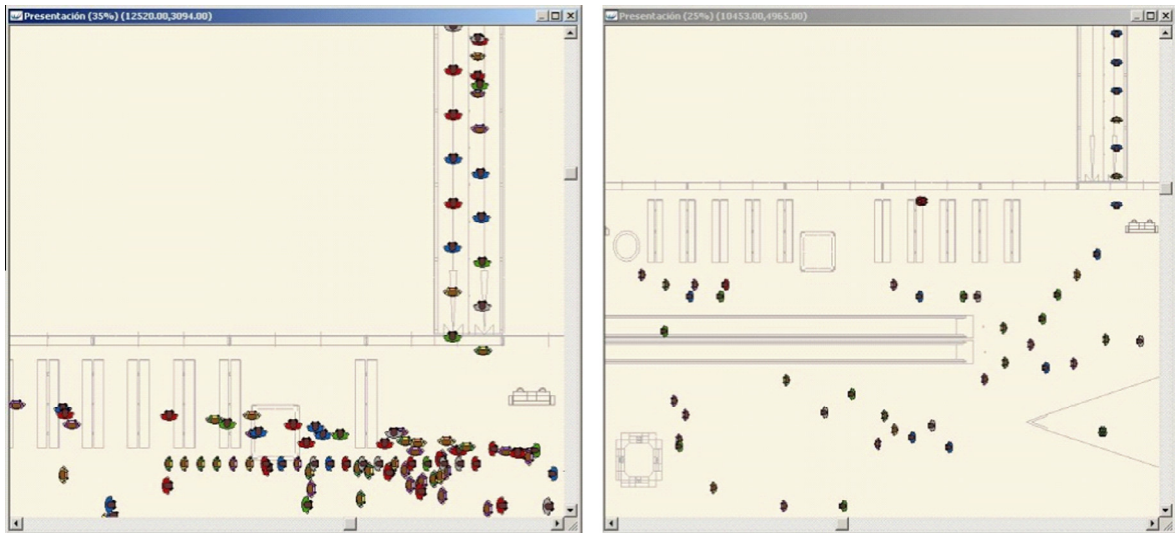 Presentación (35%) (12520.00,3094.00)
Presentación (25%) (10453.00,4965.00)